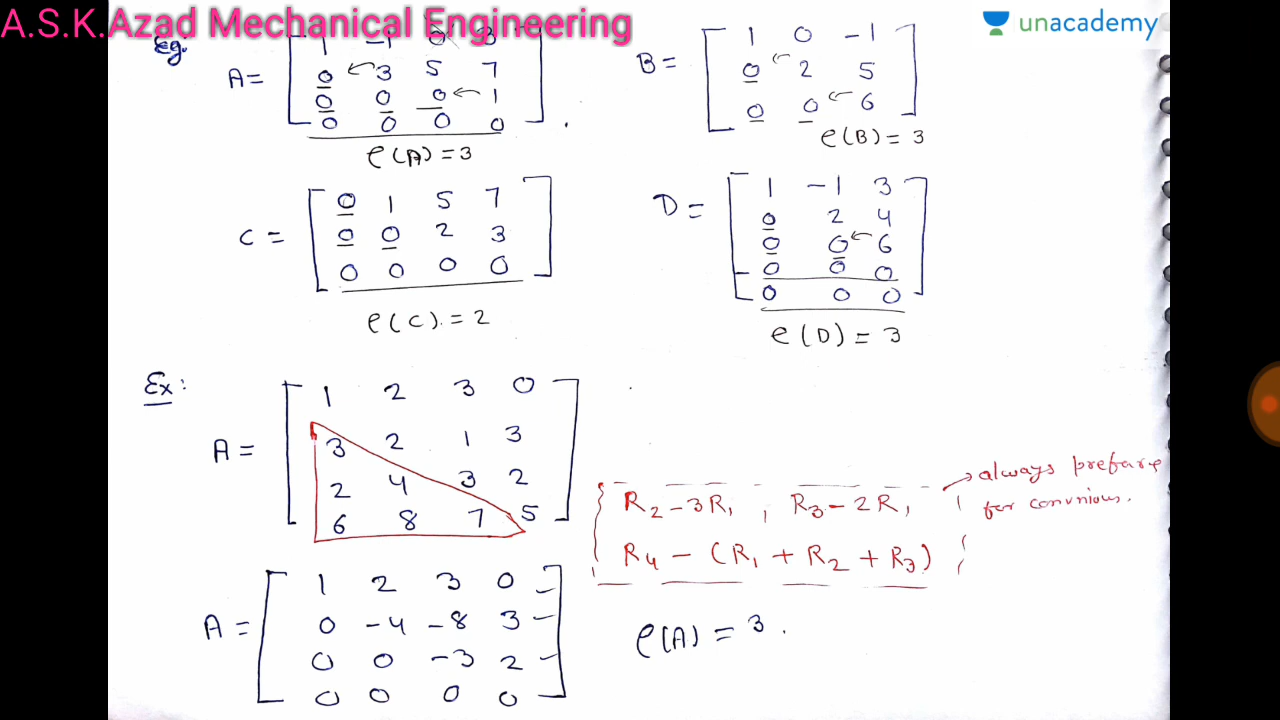 A.S.K.Azad Mechanical Engineering
unacademy
Eg:
A =
1 -1 0 3
0 3 5 7
0 0 0 1
0 0 0 0
ρ(A) = 3
B =
1 0 -1
0 2 5
0 0 6
ρ(B) = 3
C =
0 1 5 7
0 0 2 3
0 0 0 0
ρ(C) = 2
D =
1 -1 3
0 2 4
0 0 6
0 0 0
0 0 0
ρ(D) = 3
Ex:
A =
1 2 3 0
3 2 1 3
2 4 3 2
6 8 7 5
R2 - 3R1 , R3 - 2R1
R4 - (R1 + R2 + R3)
always prefare
for convnious.
A =
1 2 3 0
0 -4 -8 3
0 0 -3 2
0 0 0 0
ρ(A) = 3.